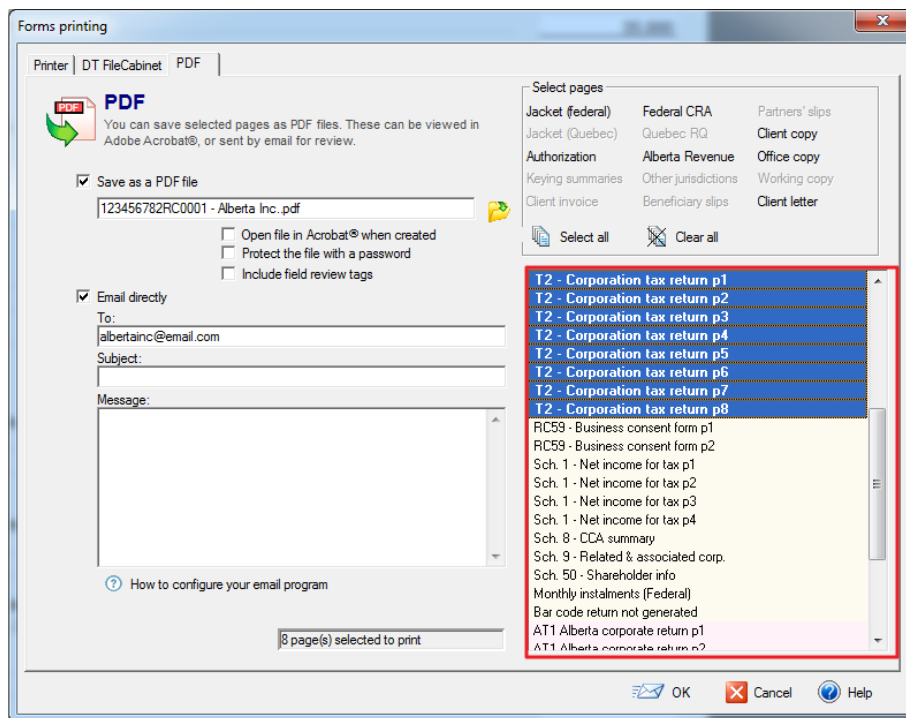 Forms printing
Printer
DT FileCabinet
PDF
PDF
PDF
You can save selected pages as PDF files. These can be viewed in
Adobe Acrobat®, or sent by email for review.
Save as a PDF file
123456782RC0001 - Alberta Inc..pdf
Open file in Acrobat® when created
Protect the file with a password
Include field review tags
Email directly
To:
albertainc@email.com
Subject:
Message:
How to configure your email program
8 page(s) selected to print
Select pages
Jacket (federal) Federal CRA Partners' slips
Jacket (Quebec) Quebec RQ Client copy
Authorization Alberta Revenue Office copy
Keying summaries Other jurisdictions Working copy
Client invoice Beneficiary slips Client letter
Select all Clear all
T2 - Corporation tax return p1
T2 - Corporation tax return p2
T2 - Corporation tax return p3
T2 - Corporation tax return p4
T2 - Corporation tax return p5
T2 - Corporation tax return p6
T2 - Corporation tax return p7
T2 - Corporation tax return p8
RC59 - Business consent form p1
RC59 - Business consent form p2
Sch. 1 - Net income for tax p1
Sch. 1 - Net income for tax p2
Sch. 1 - Net income for tax p3
Sch. 1 - Net income for tax p4
Sch. 8 - CCA summary
Sch. 9 - Related & associated corp.
Sch. 50 - Shareholder info
Monthly instalments (Federal)
Bar code return not generated
AT1 Alberta corporate return p1
AT1 Alberta corporate return p2
OK Cancel Help